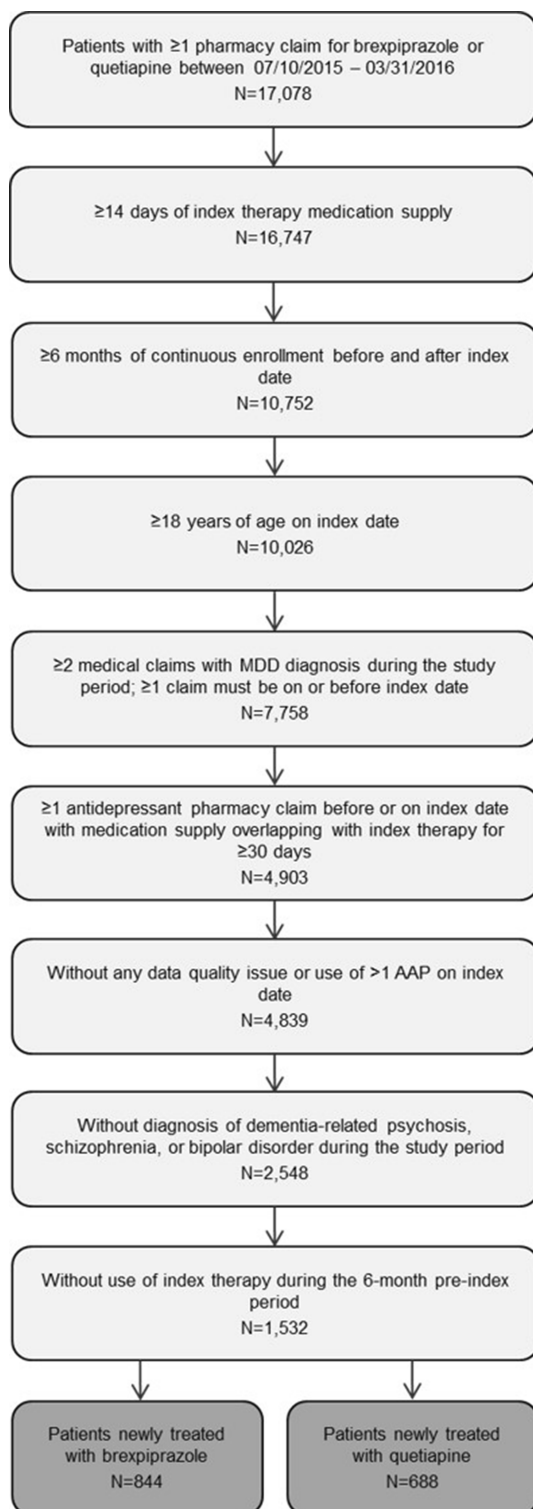 Patients with ≥1 pharmacy claim for brexpiprazole or
quetiapine between 07/10/2015 – 03/31/2016
N=17,078
≥14 days of index therapy medication supply
N=16,747
≥6 months of continuous enrollment before and after index
date
N=10,752
≥18 years of age on index date
N=10,026
≥2 medical claims with MDD diagnosis during the study
period; ≥1 claim must be on or before index date
N=7,758
≥1 antidepressant pharmacy claim before or on index date
with medication supply overlapping with index therapy for
≥30 days
N=4,903
Without any data quality issue or use of >1 AAP on index
date
N=4,839
Without diagnosis of dementia-related psychosis,
schizophrenia, or bipolar disorder during the study period
N=2,548
Without use of index therapy during the 6-month pre-index
period
N=1,532
Patients newly treated
with brexpiprazole
N=844
Patients newly treated
with quetiapine
N=688